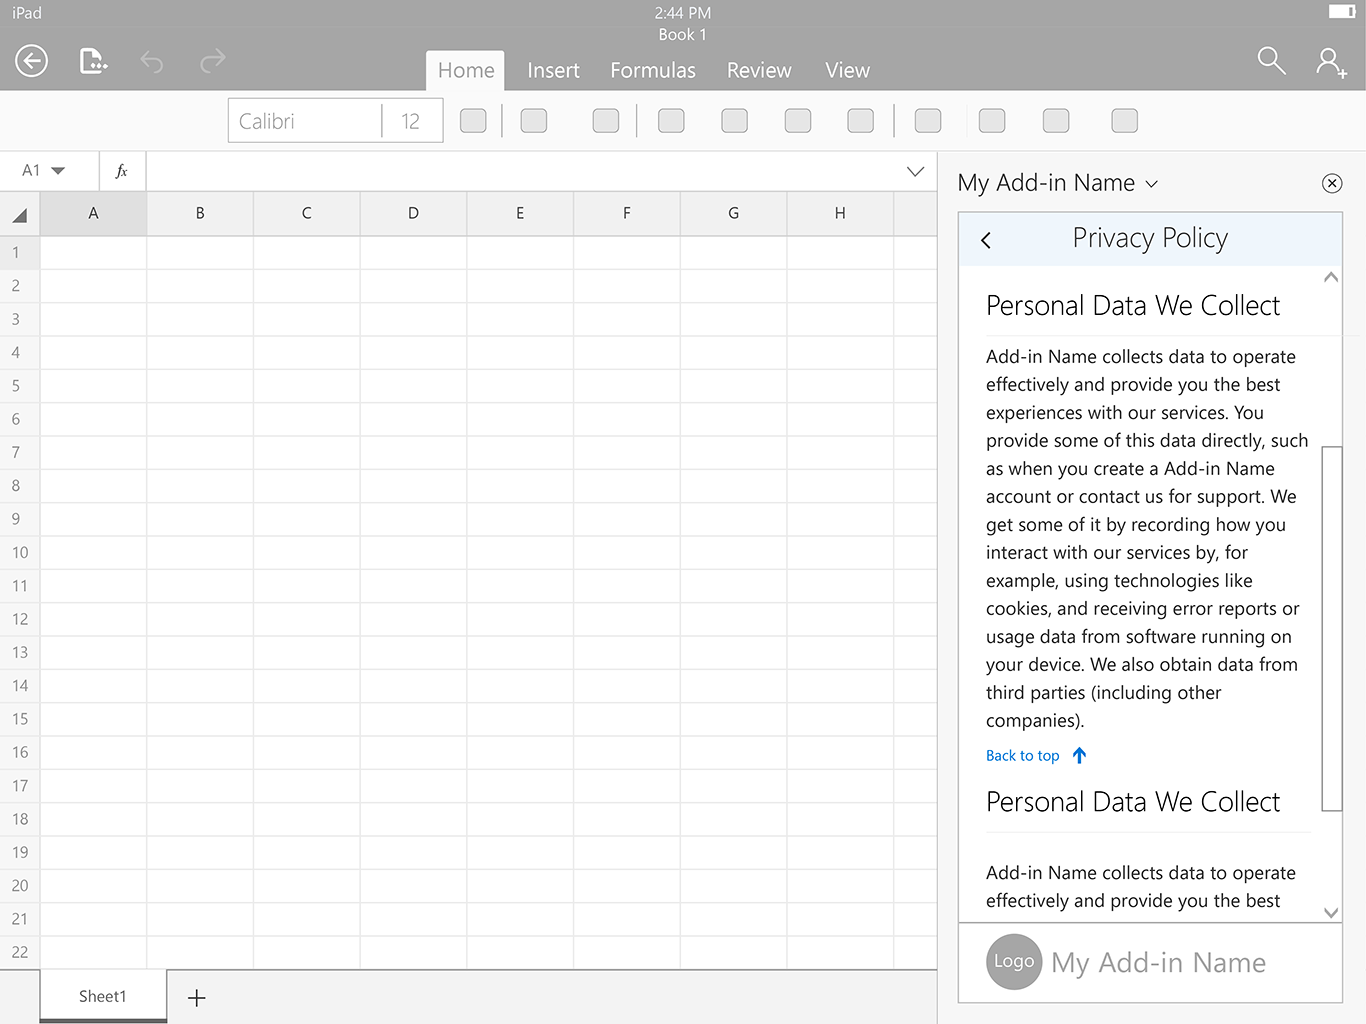 iPad
2:44 PM
Book 1
Home Insert Formulas Review View
Calibri 12
A1 fx
My Add-in Name
A B C D E F G H
1
2
3
4
5
6
7
8
9
10
11
12
13
14
15
16
17
18
19
20
21
22
Sheet1
Privacy Policy
Personal Data We Collect
Add-in Name collects data to operate
effectively and provide you the best
experiences with our services. You
provide some of this data directly, such
as when you create a Add-in Name
account or contact us for support. We
get some of it by recording how you
interact with our services by, for
example, using technologies like
cookies, and receiving error reports or
usage data from software running on
your device. We also obtain data from
third parties (including other
companies).
Back to top
Personal Data We Collect
Add-in Name collects data to operate
effectively and provide you the best
Logo My Add-in Name